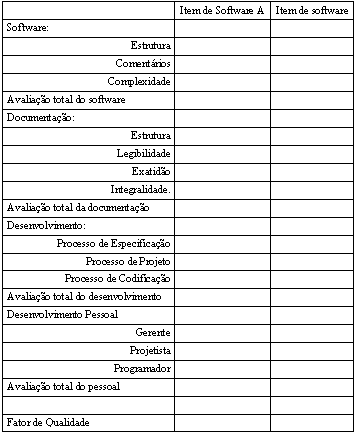 Item de Software A Item de software
Software:
Estrutura
Comentários
Complexidade
Avaliação total do software
Documentação:
Estrutura
Legibilidade
Exatidão
Integralidade.
Avaliação total da documentação
Desenvolvimento:
Processo de Especificação
Processo de Projeto
Processo de Codificação
Avaliação total do desenvolvimento
Desenvolvimento Pessoal
Gerente
Projetista
Programador
Avaliação total do pessoal
Fator de Qualidade